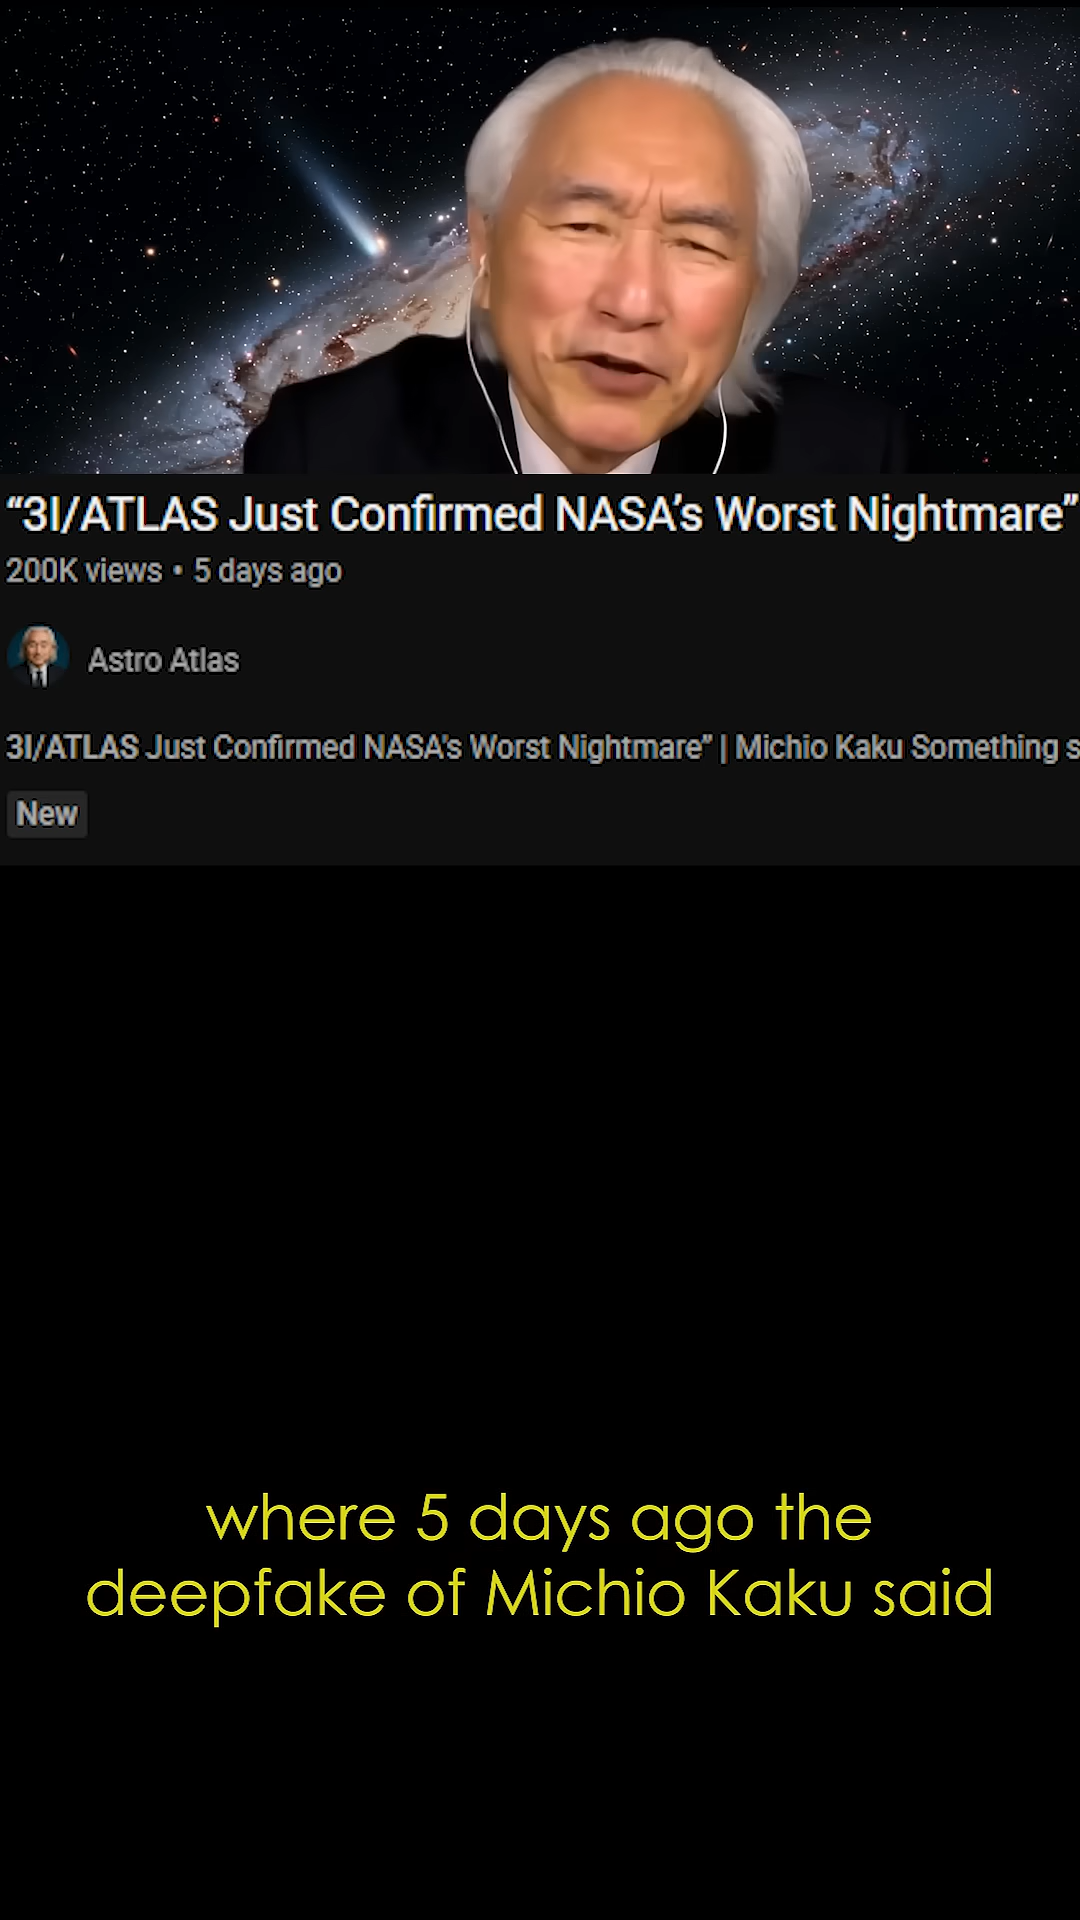 “3I/ATLAS Just Confirmed NASA’s Worst Nightmare”
200K views • 5 days ago
Astro Atlas
3I/ATLAS Just Confirmed NASA’s Worst Nightmare” | Michio Kaku Something s
New
where 5 days ago the
deepfake of Michio Kaku said